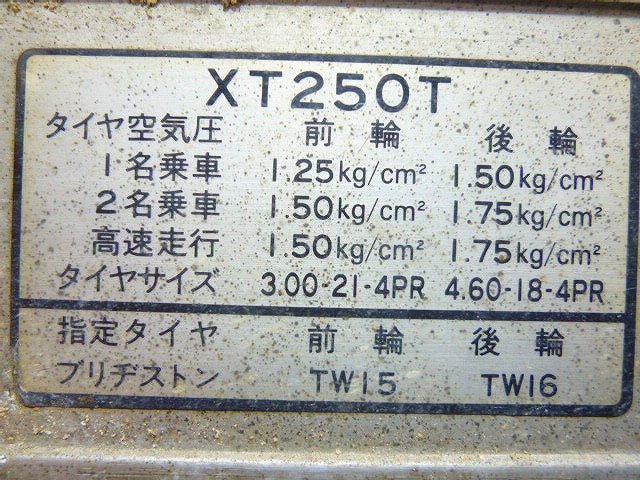 XT250T
タイヤ空気圧 前輪 後輪
1名乗車 1.25kg/cm² 1.50kg/cm²
2名乗車 1.50kg/cm² 1.75kg/cm²
高速走行 1.50kg/cm² 1.75kg/cm²
タイヤサイズ 3.00-21-4PR 4.60-18-4PR
指定タイヤ 前輪 後輪
ブリヂストン TW15 TW16